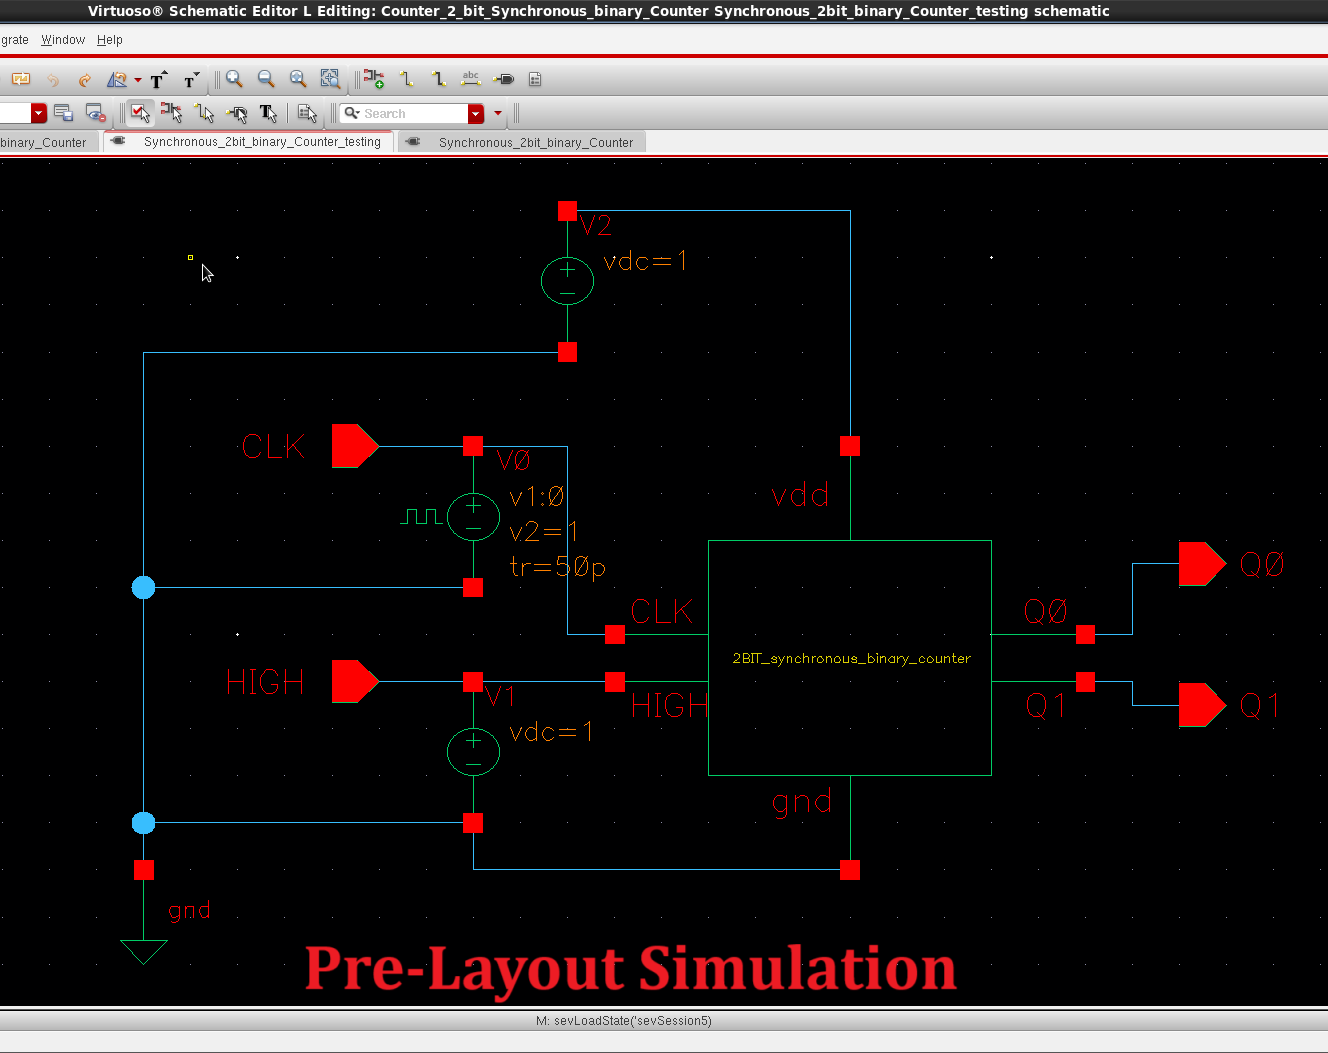 Virtuoso® Schematic Editor L Editing: Counter_2_bit_Synchronous_binary_Counter Synchronous_2bit_binary_Counter_testing schematic
grate Window Help
T T abc
T Search
binary_Counter Synchronous_2bit_binary_Counter_testing Synchronous_2bit_binary_Counter
V2
vdc=1
CLK
V0
v1:0
v2=1
tr=50p
vdd
CLK
Q0
Q0
2BIT_synchronous_binary_counter
HIGH
V1
HIGH
Q1
Q1
vdc=1
gnd
gnd
Pre-Layout Simulation
M: sevLoadState('sevSession5)